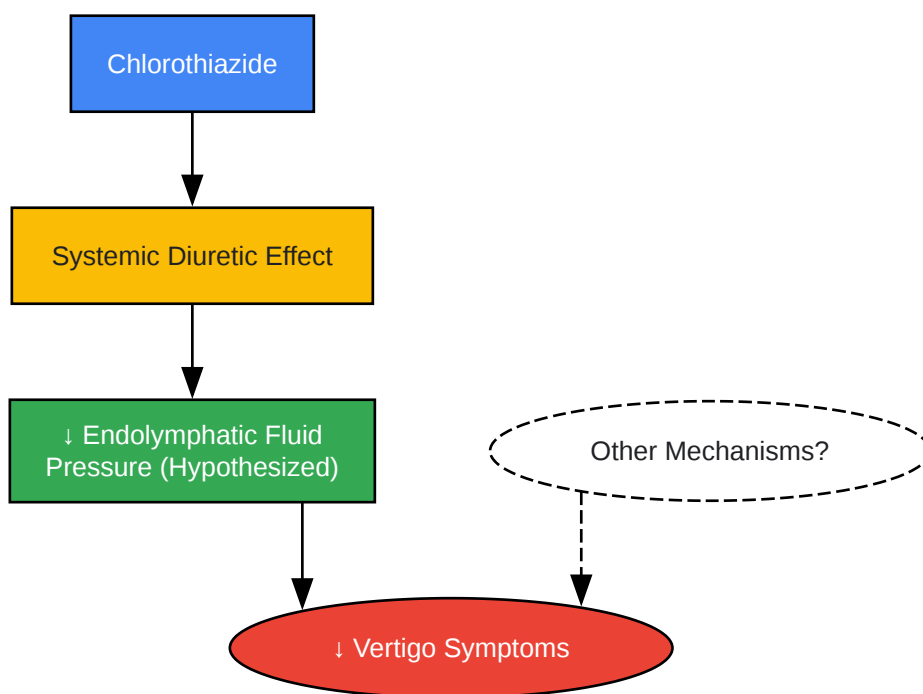 Chlorothiazide
Systemic Diuretic Effect
↓ Endolymphatic Fluid
Pressure (Hypothesized)
Other Mechanisms?
↓ Vertigo Symptoms